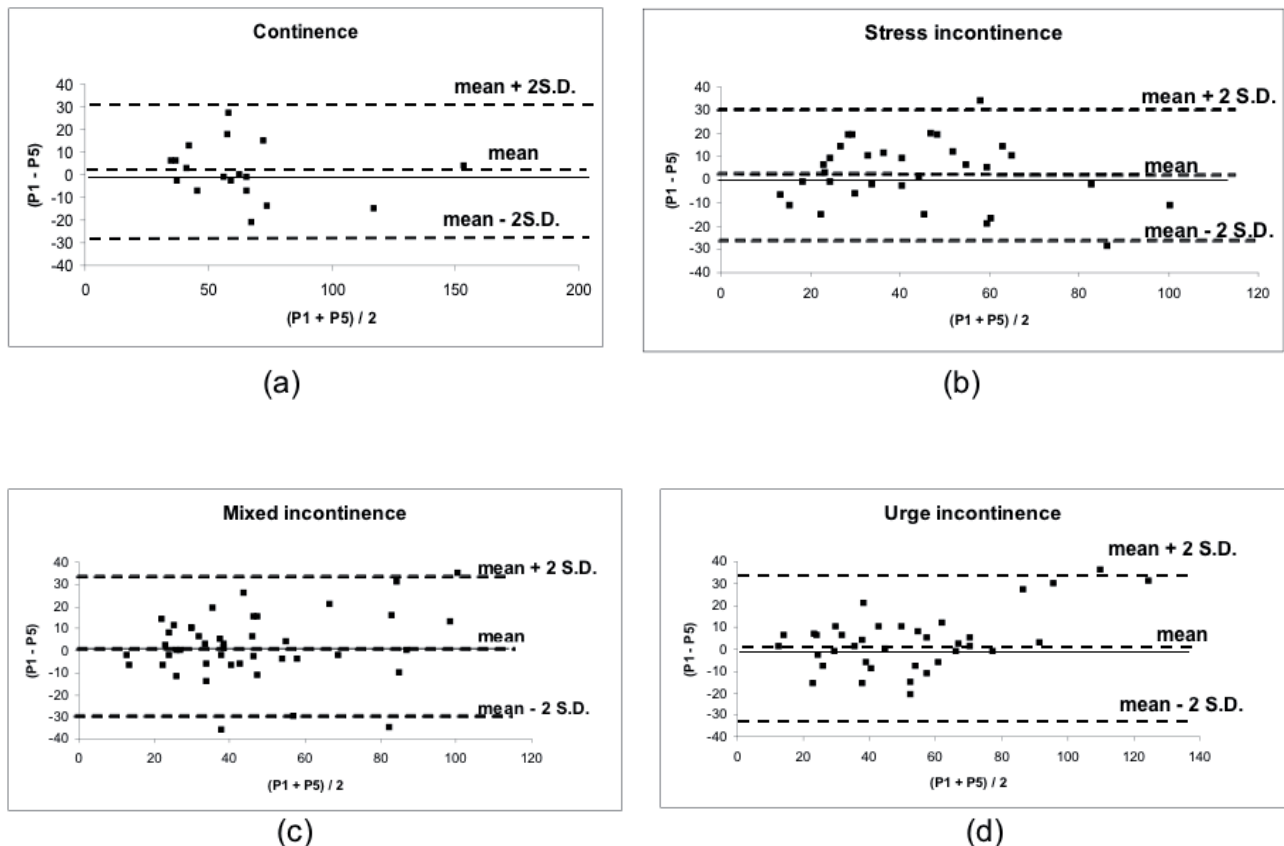 Continence
(P1 - P5)
40
30
20
10
0
-10
-20
-30
-40
mean + 2S.D.
mean
mean - 2S.D.
0 50 100 150 200
(P1 + P5) / 2
(a)
Stress incontinence
(P1 - P5)
40
30
20
10
0
-10
-20
-30
-40
mean + 2 S.D.
mean
mean - 2 S.D.
0 20 40 60 80 100 120
(P1 + P5) / 2
(b)
Mixed incontinence
(P1 - P5)
40
30
20
10
0
-10
-20
-30
-40
mean + 2 S.D.
mean
mean - 2 S.D.
0 20 40 60 80 100 120
(P1 + P5) / 2
(c)
Urge incontinence
(P1 - P5)
40
30
20
10
0
-10
-20
-30
-40
mean + 2 S.D.
mean
mean - 2 S.D.
0 20 40 60 80 100 120 140
(P1 + P5) / 2
(d)